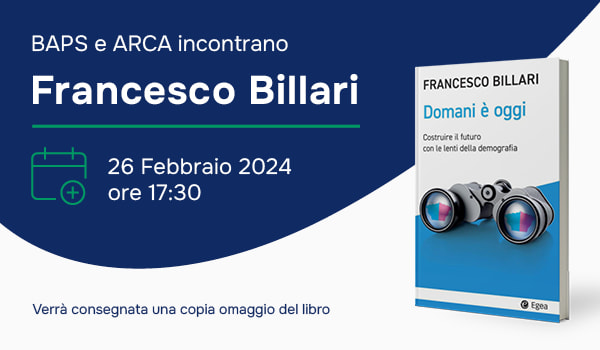 BAPS e ARCA incontrano
Francesco Billari
26 Febbraio 2024
ore 17:30
Verrà consegnata una copia omaggio del libro
FRANCESCO BILLARI
Domani è oggi
Costruire il futuro
con le lenti della demografia
Egea